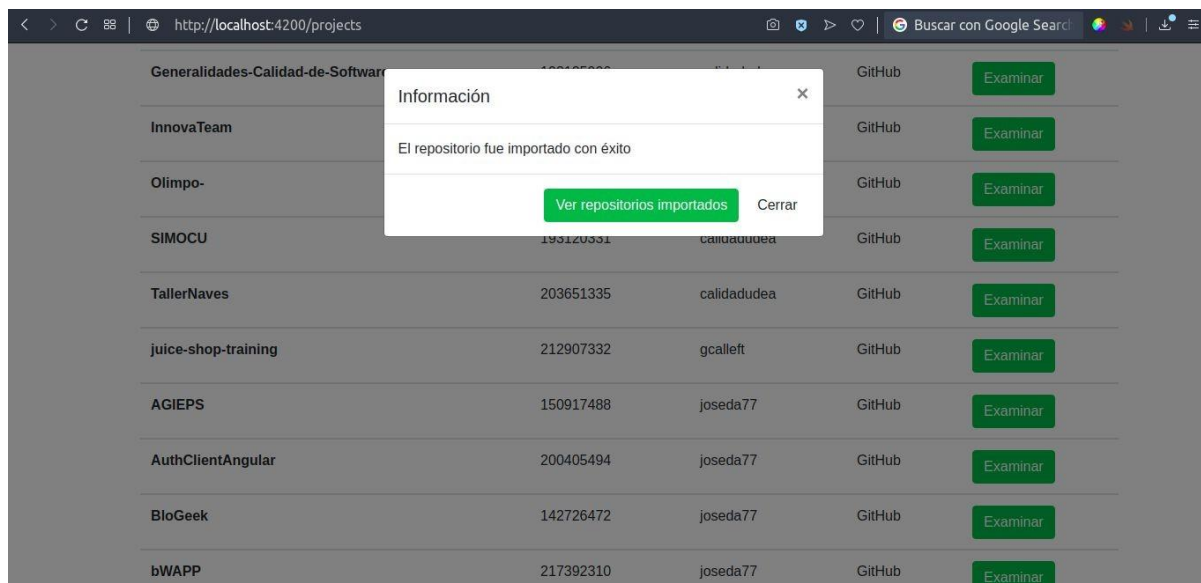 http://localhost:4200/projects
Buscar con Google Search
Generalidades-Calidad-de-Software GitHub Examinar
Información ×
InnovaTeam GitHub Examinar
El repositorio fue importado con éxito
Olimpo- GitHub Examinar
Ver repositorios importados Cerrar
SIMOCU 193120331 calidadudea GitHub Examinar
TallerNaves 203651335 calidadudea GitHub Examinar
juice-shop-training 212907332 gcalleft GitHub Examinar
AGIEPS 150917488 joseda77 GitHub Examinar
AuthClientAngular 200405494 joseda77 GitHub Examinar
BloGeek 142726472 joseda77 GitHub Examinar
bWAPP 217392310 joseda77 GitHub Examinar